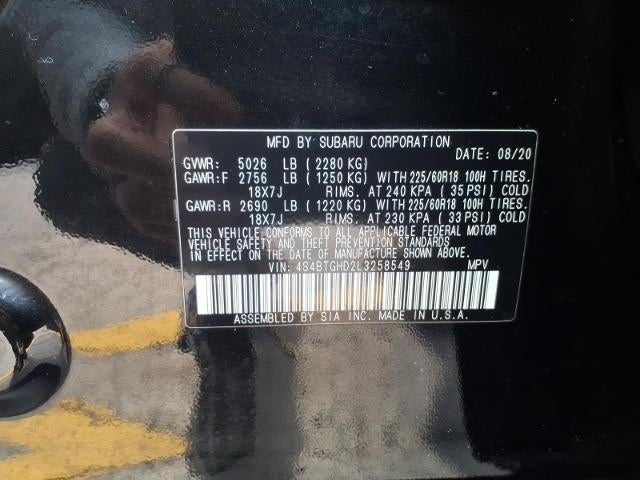 MFD BY SUBARU CORPORATION
DATE: 08/20
GVWR: 5026 LB ( 2280 KG)
GAWR:F 2756 LB ( 1250 KG) WITH 225/60R18 100H TIRES.
18X7J RIMS. AT 240 KPA ( 35 PSI) COLD
GAWR:R 2690 LB ( 1220 KG) WITH 225/60R18 100H TIRES.
18X7J RIMS. AT 230 KPA ( 33 PSI) COLD
THIS VEHICLE CONFORMS TO ALL APPLICABLE FEDERAL MOTOR
VEHICLE SAFETY, THEFT PREVENTION STANDARDS
IN EFFECT ON THE DATE OF MANUFACTURE SHOWN ABOVE.
VIN: 4S4BTGHD2L3258549 MPV
ASSEMBLED BY SIA INC. MADE IN U.S.A.